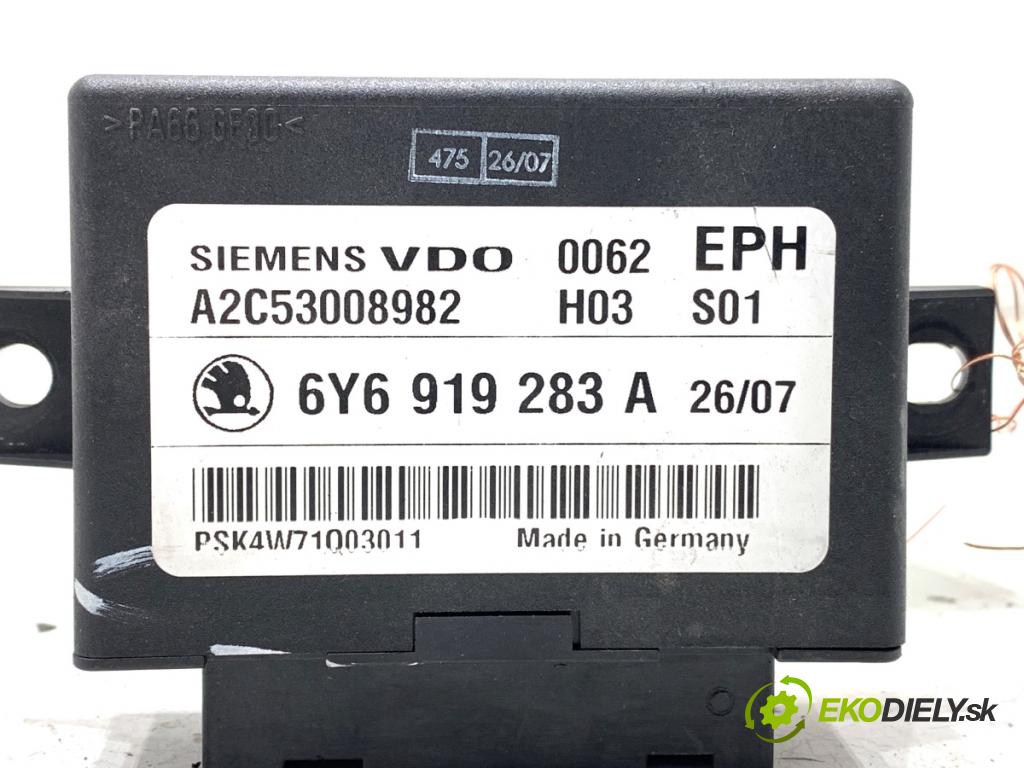 >PA66 GF30<
475 26/07
SIEMENS VDO 0062 EPH
A2C53008982 H03 S01
6Y6 919 283 A 26/07
PSK4W71Q03011 Made in Germany
EKODIELY.sk